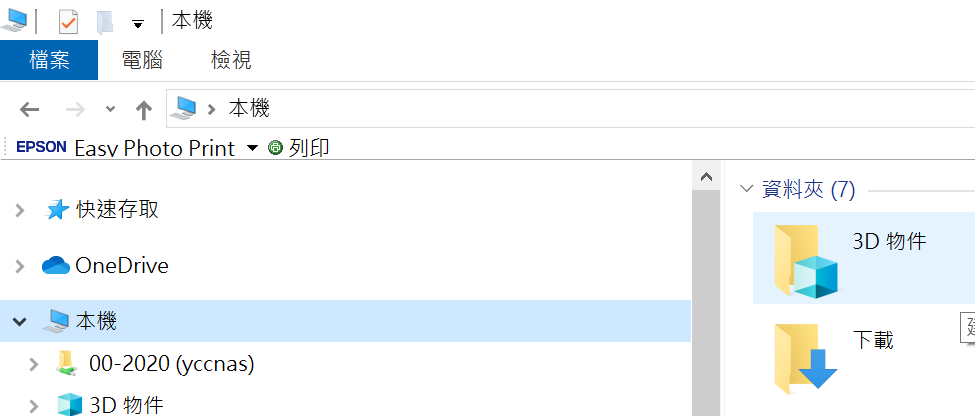 本機
檔案 電腦 檢視
本機
EPSON Easy Photo Print 列印
快速存取
OneDrive
本機
00-2020 (yccnas)
3D 物件
資料夾 (7)
3D 物件
下載